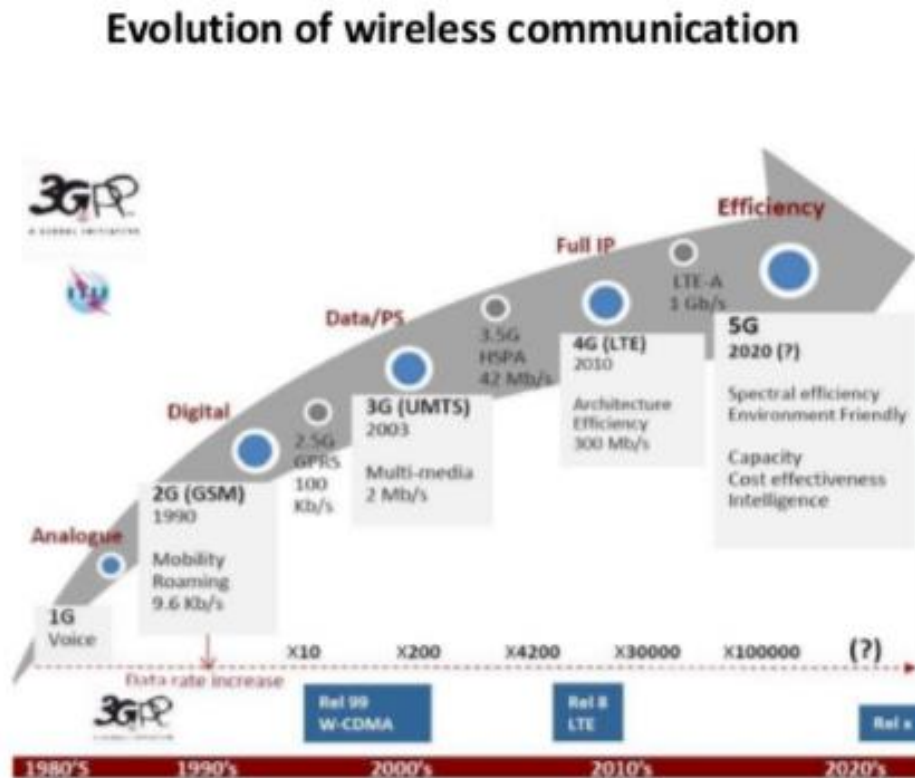 Evolution of wireless communication
3GPP
A GLOBAL INITIATIVE
ITU
Analogue
1G
Voice
Digital
2G (GSM)
1990
Mobility
Roaming
9.6 Kb/s
2.5G
GPRS
100
Kb/s
Data/PS
3G (UMTS)
2003
Multi-media
2 Mb/s
3.5G
HSPA
42 Mb/s
Full IP
4G (LTE)
2010
Architecture
Efficiency
300 Mb/s
LTE-A
1 Gb/s
Efficiency
5G
2020 (?)
Spectral efficiency
Environment Friendly
Capacity
Cost effectiveness
Intelligence
X10 X200 X4200 X30000 X100000 (?)
Data rate increase
3GPP
Rel 99
W-CDMA
Rel 8
LTE
Rel x
1980'S 1990's 2000's 2010's 2020's